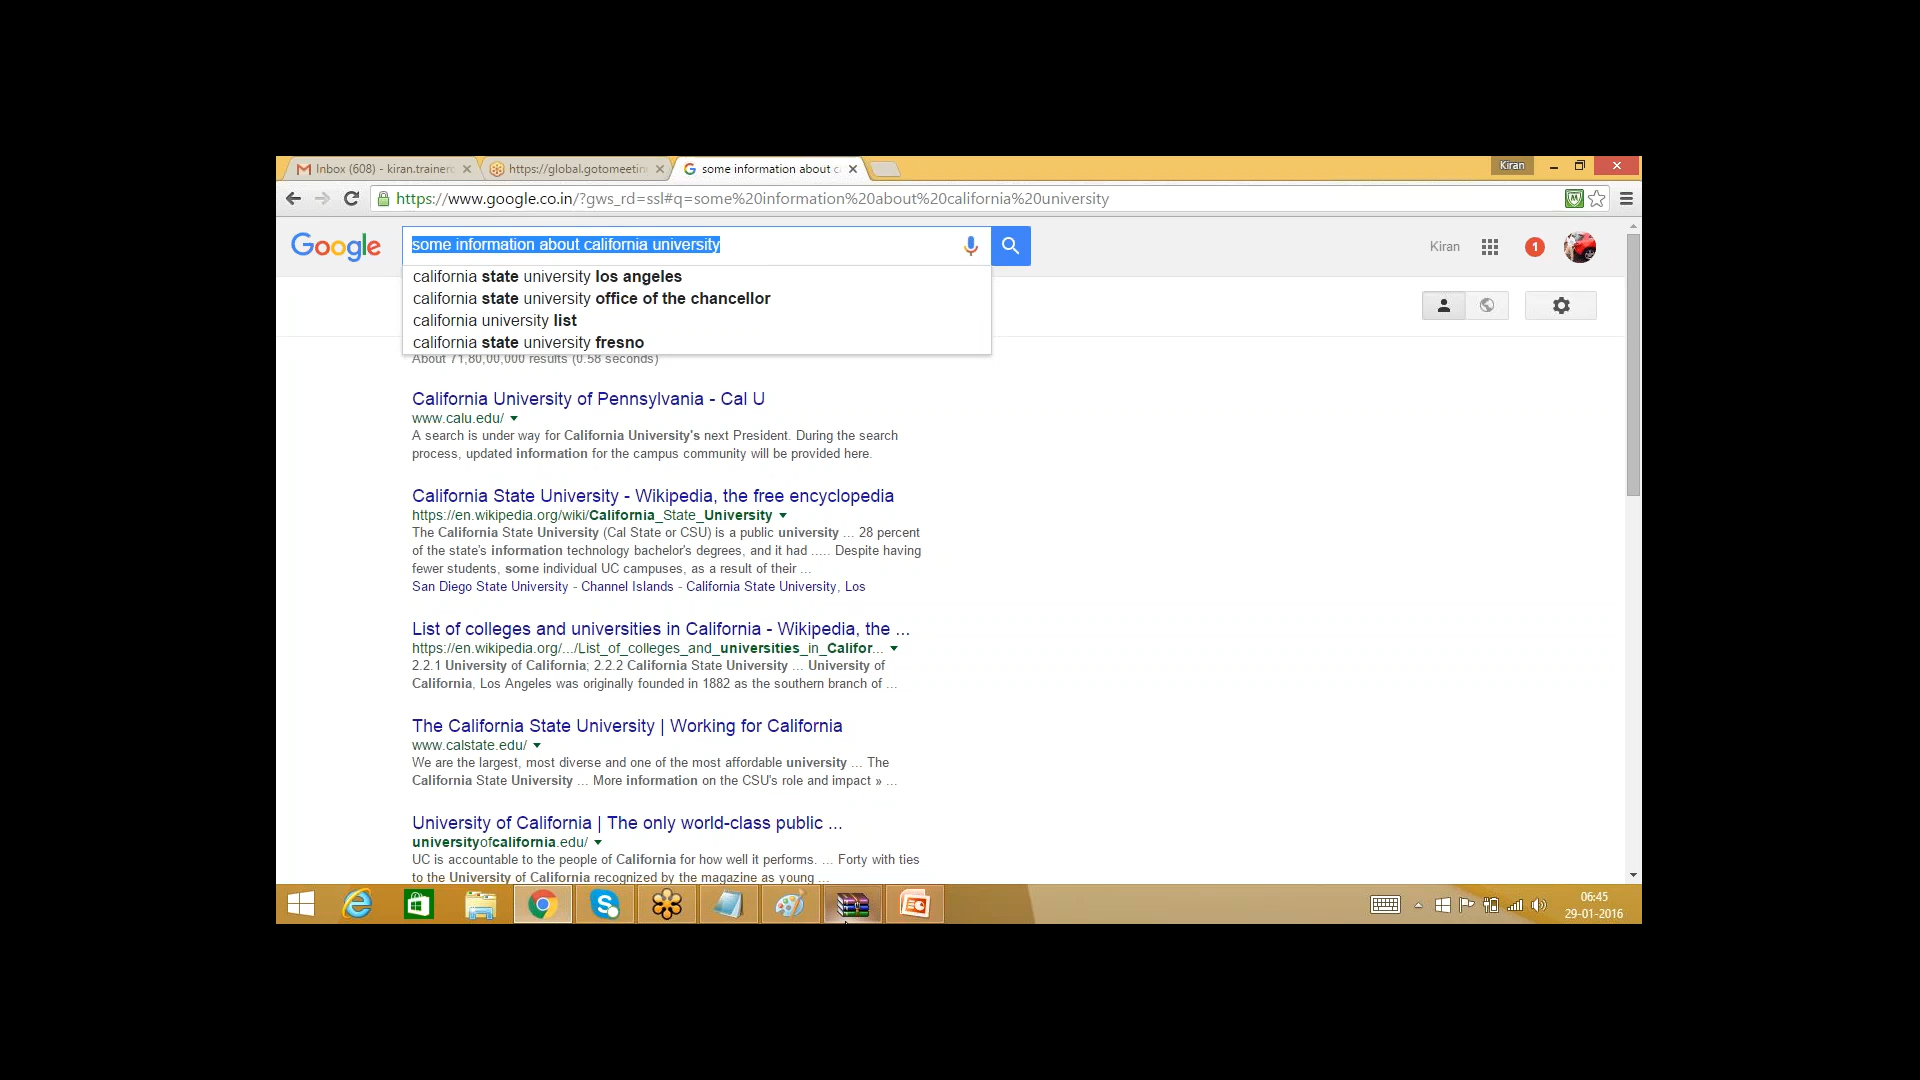 Inbox (608) - kiran.trainer
https://global.gotomeetin
some information about c
Kiran
https://www.google.co.in/?gws_rd=ssl#q=some%20information%20about%20california%20university
Google
some information about california university
Kiran
1
california state university los angeles
california state university office of the chancellor
california university list
california state university fresno
About 71,80,00,000 results (0.58 seconds)
California University of Pennsylvania - Cal U
www.calu.edu/
A search is under way for California University's next President. During the search
process, updated information for the campus community will be provided here.
California State University - Wikipedia, the free encyclopedia
https://en.wikipedia.org/wiki/California_State_University
The California State University (Cal State or CSU) is a public university ... 28 percent
of the state's information technology bachelor's degrees, and it had ..... Despite having
fewer students, some individual UC campuses, as a result of their ...
San Diego State University - Channel Islands - California State University, Los
List of colleges and universities in California - Wikipedia, the ...
https://en.wikipedia.org/.../List_of_colleges_and_universities_in_Califor...
2.2.1 University of California; 2.2.2 California State University ... University of
California, Los Angeles was originally founded in 1882 as the southern branch of ...
The California State University | Working for California
www.calstate.edu/
We are the largest, most diverse and one of the most affordable university ... The
California State University ... More information on the CSU's role and impact » ...
University of California | The only world-class public ...
universityofcalifornia.edu/
UC is accountable to the people of California for how well it performs. ... Forty with ties
to the University of California recognized by the magazine as young ...
06:45
29-01-2016